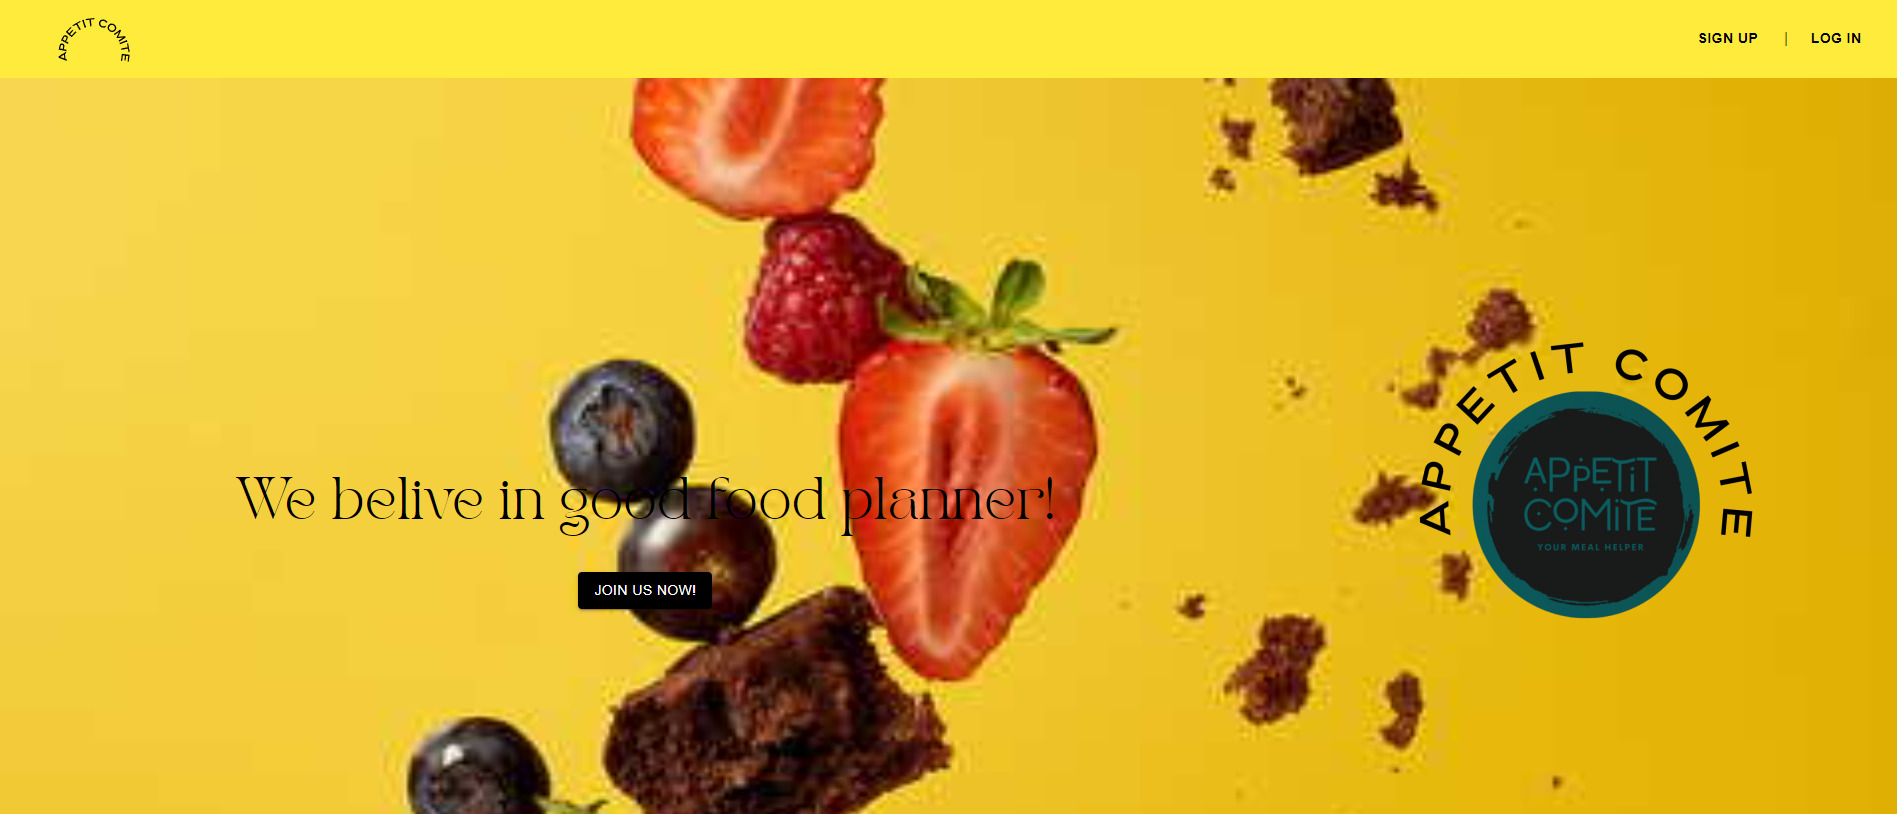 APPETIT COMITE
SIGN UP | LOG IN
We belive in good food planner!
JOIN US NOW!
APPETIT COMITE
APPETIT
COMITE
YOUR MEAL HELPER